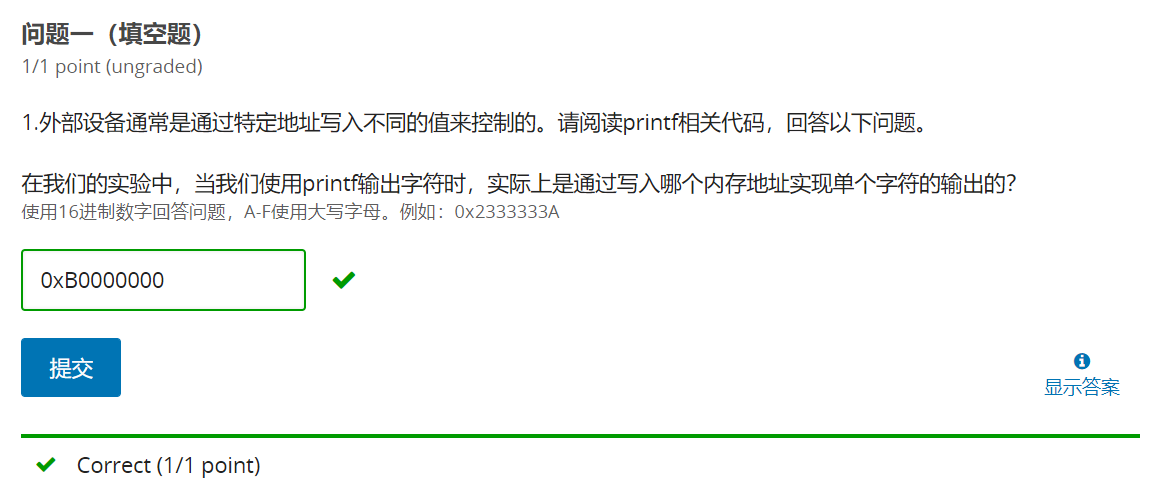 问题一（填空题）
1/1 point (ungraded)
1.外部设备通常是通过特定地址写入不同的值来控制的。请阅读printf相关代码，回答以下问题。
在我们的实验中，当我们使用printf输出字符时，实际上是通过写入哪个内存地址实现单个字符的输出的？
使用16进制数字回答问题，A-F使用大写字母。例如：0x2333333A
0xB0000000
提交
显示答案
Correct (1/1 point)